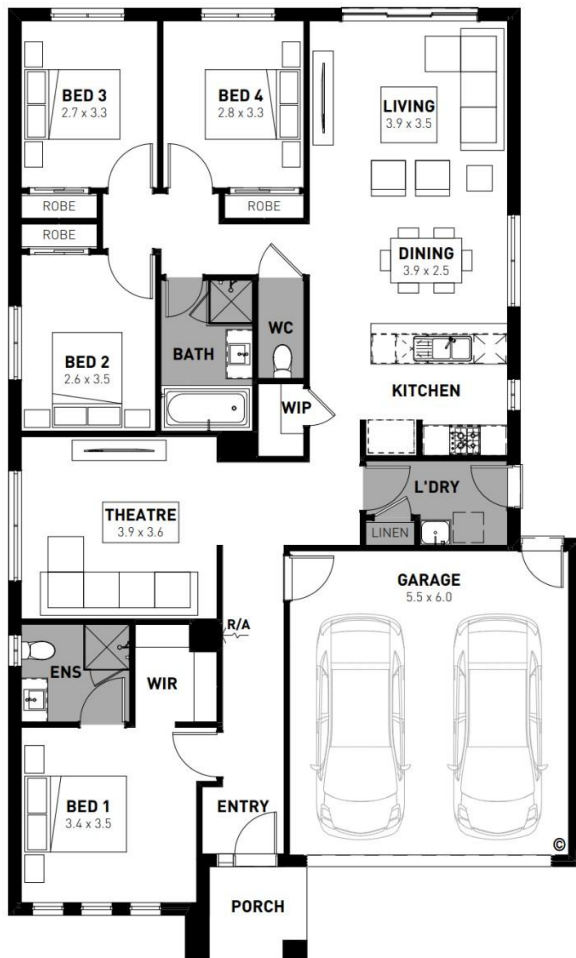 BED 3
2.7 x 3.3
BED 4
2.8 x 3.3
LIVING
3.9 x 3.5
ROBE
ROBE
ROBE
DINING
3.9 x 2.5
WC
BATH
BED 2
2.6 x 3.5
KITCHEN
WIP
L'DRY
THEATRE
3.9 x 3.6
LINEN
GARAGE
5.5 x 6.0
R/A
ENS
WIR
BED 1
3.4 x 3.5
ENTRY
©
PORCH